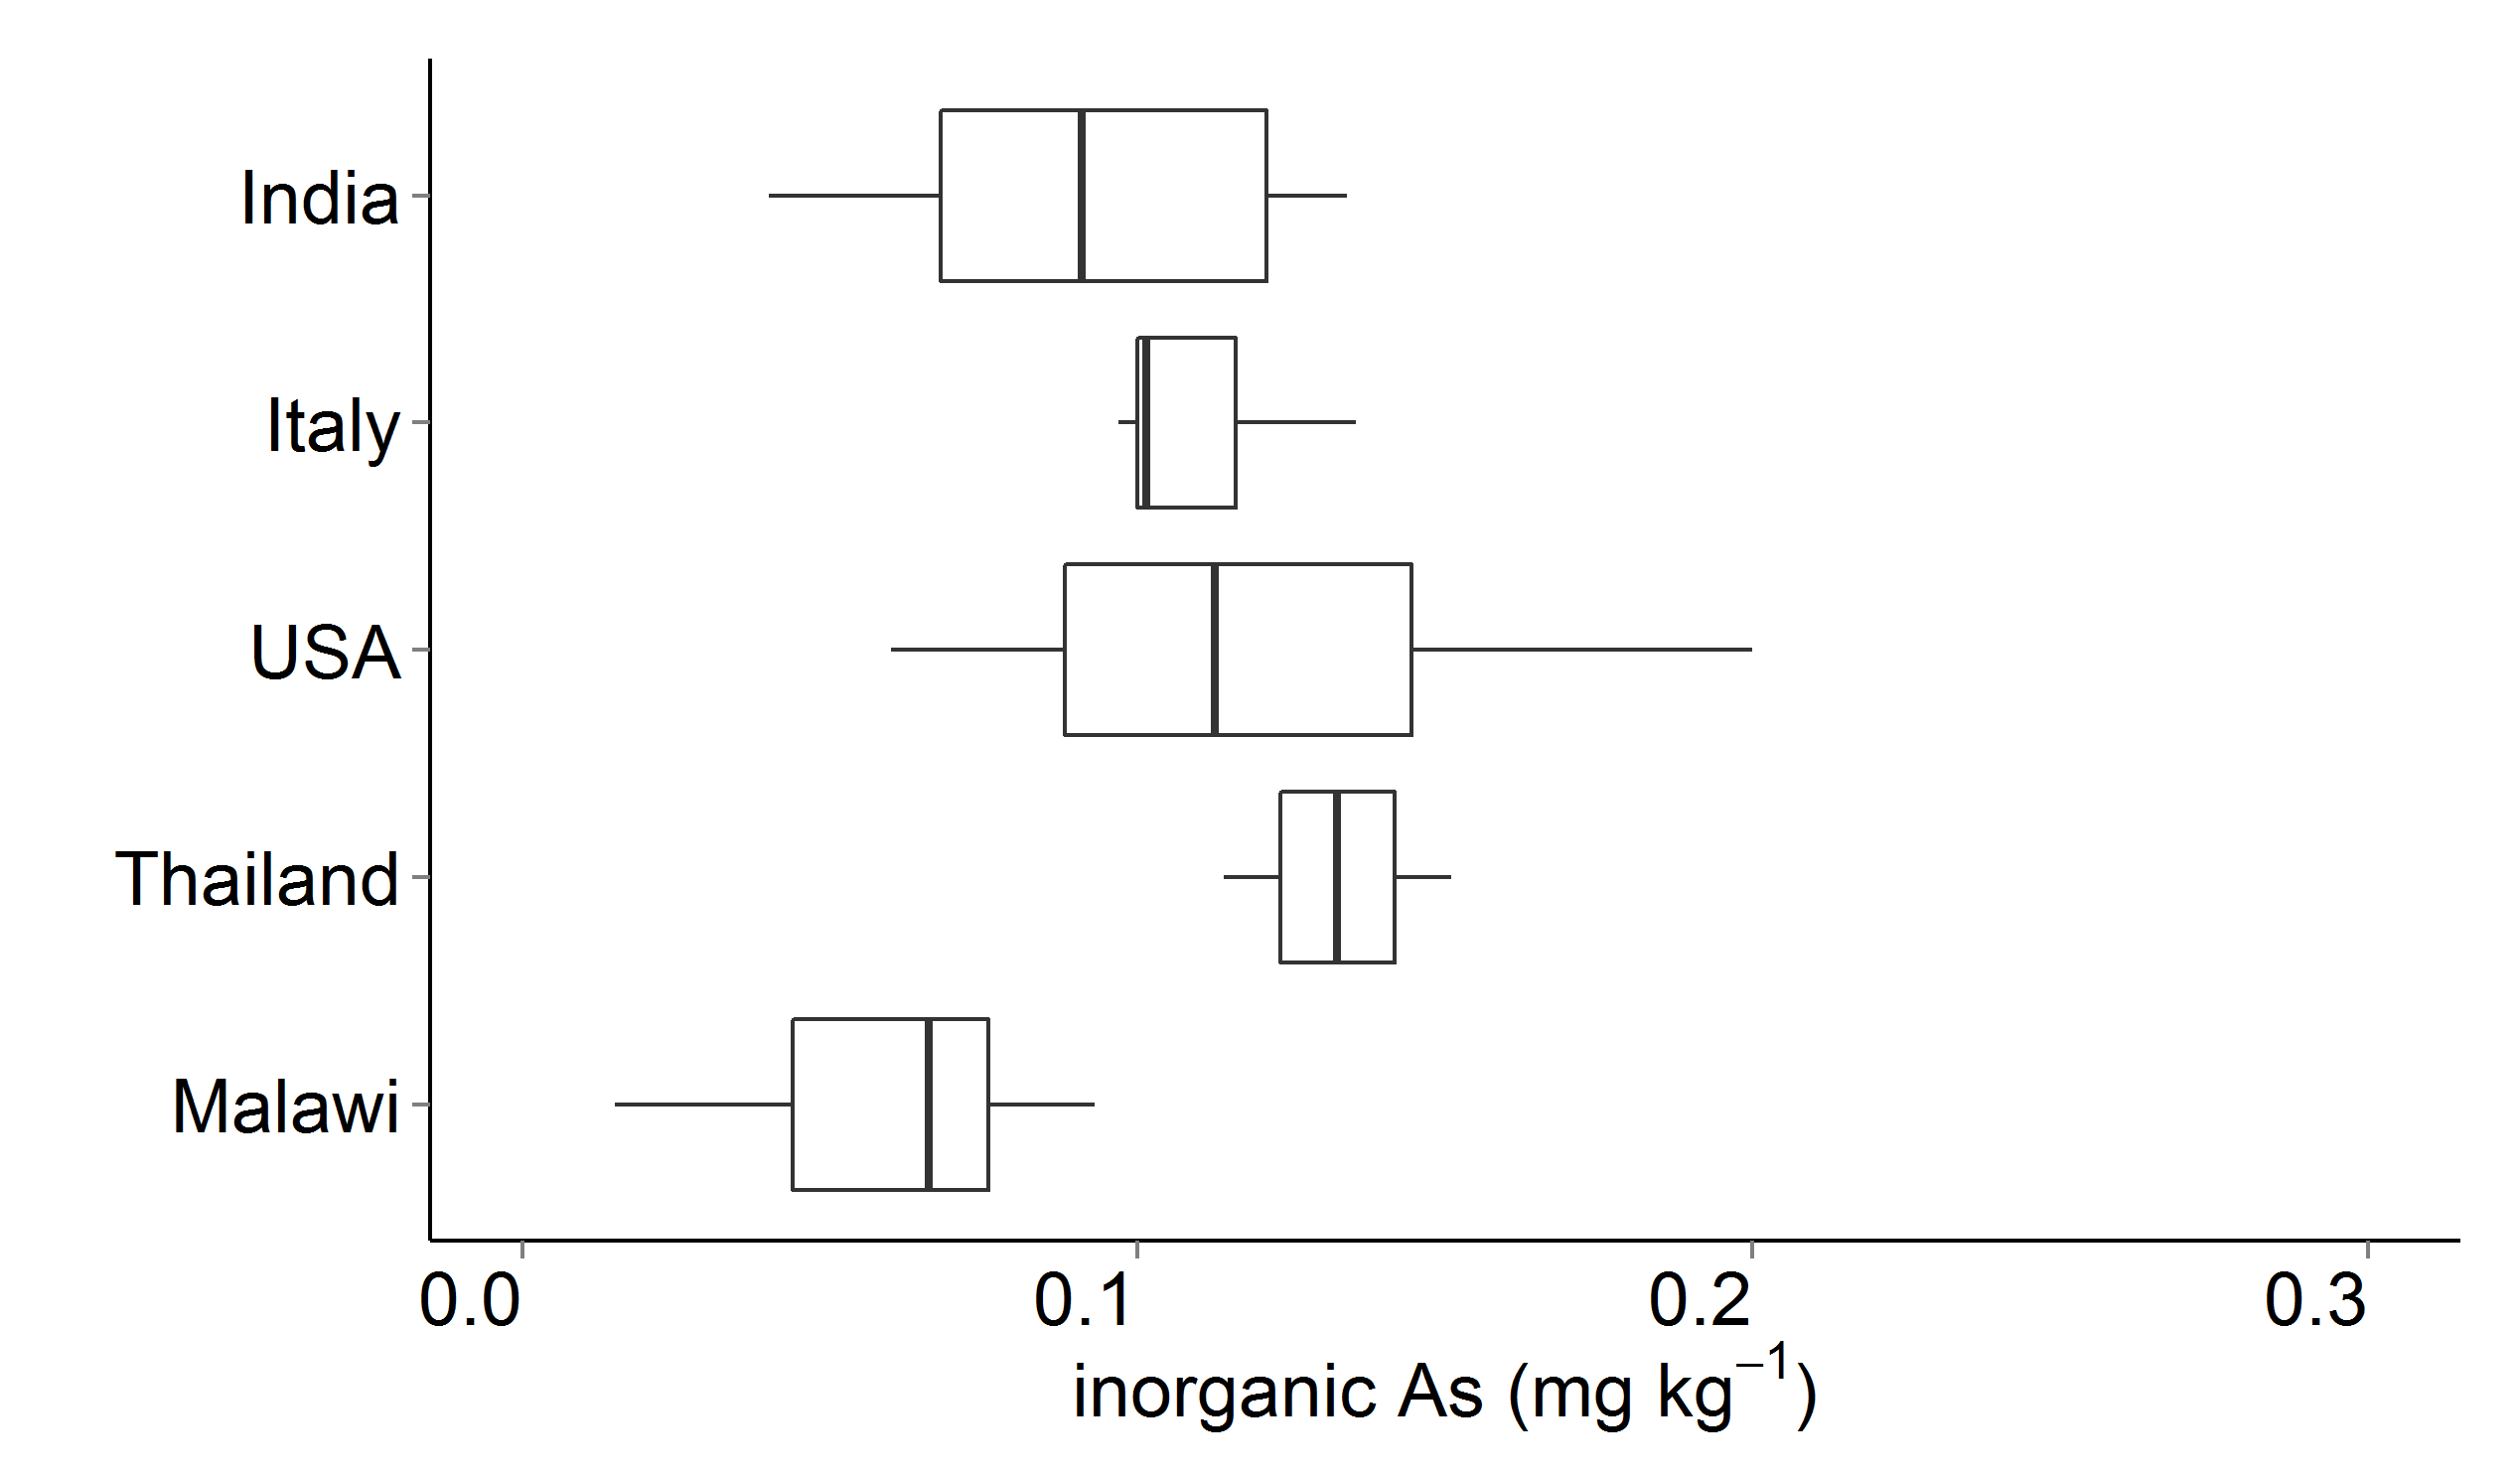 India
Italy
USA
Thailand
Malawi
0.0 0.1 0.2 0.3
inorganic As (mg kg⁻¹)